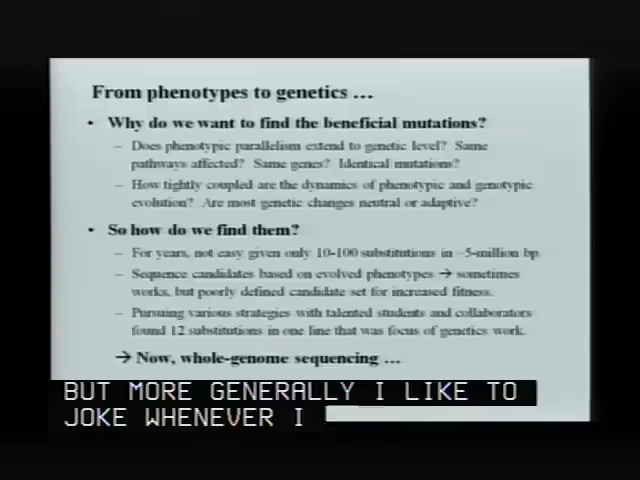 From phenotypes to genetics …
• Why do we want to find the beneficial mutations?
– Does phenotypic parallelism extend to genetic level? Same
pathways affected? Same genes? Identical mutations?
– How tightly coupled are the dynamics of phenotypic and genotypic
evolution? Are most genetic changes neutral or adaptive?
• So how do we find them?
– For years, not easy given only 10-100 substitutions in ~5-million bp.
– Sequence candidates based on evolved phenotypes → sometimes
works, but poorly defined candidate set for increased fitness.
– Pursuing various strategies with talented students and collaborators
found 12 substitutions in one line that was focus of genetics work.
→ Now, whole-genome sequencing …
BUT MORE GENERALLY I LIKE TO
JOKE WHENEVER I